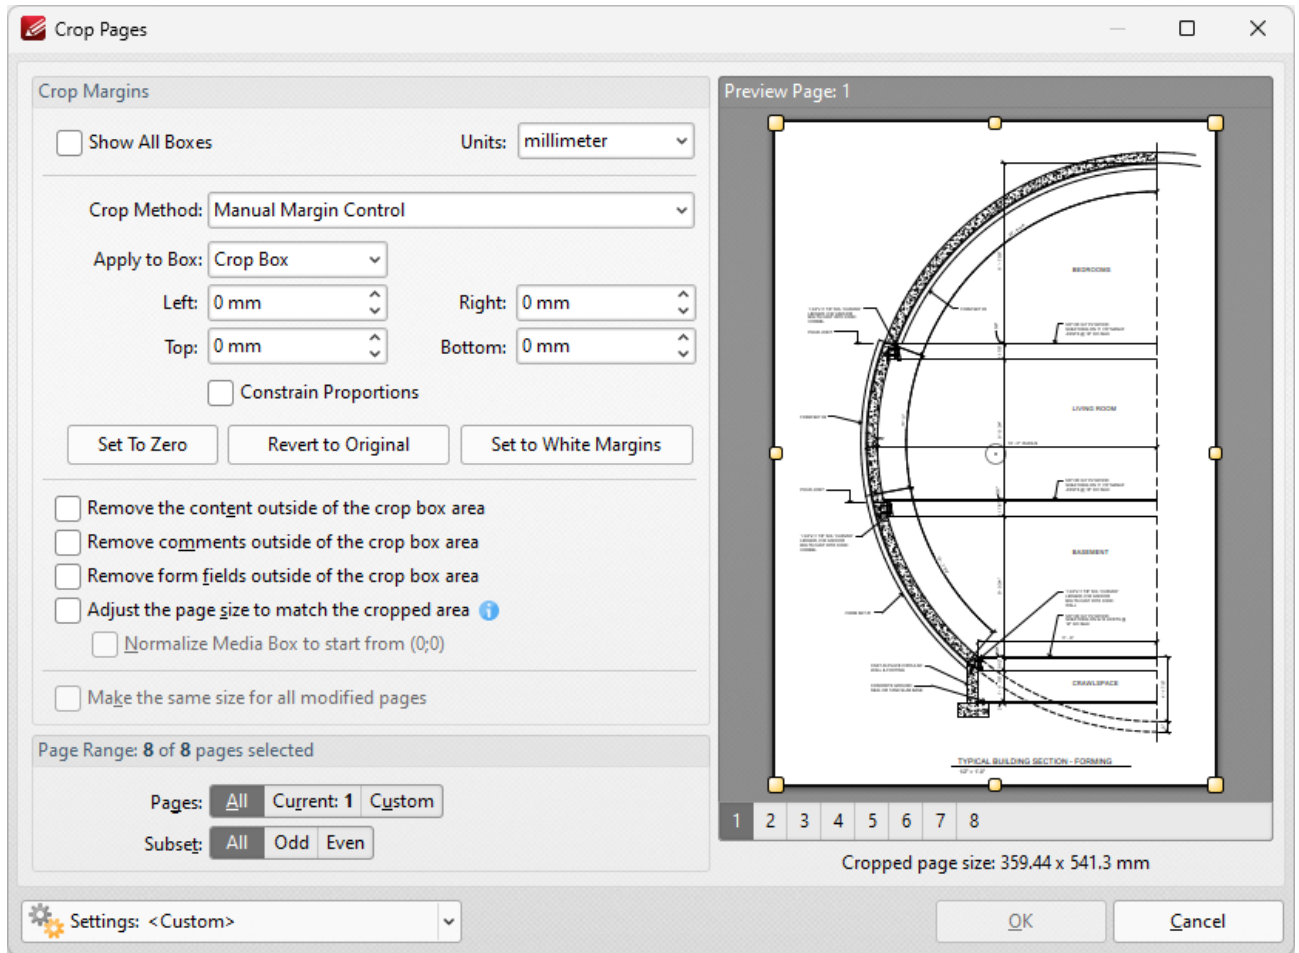 Crop Pages
Crop Margins
Show All Boxes
Units: millimeter
Crop Method: Manual Margin Control
Apply to Box: Crop Box
Left: 0 mm
Right: 0 mm
Top: 0 mm
Bottom: 0 mm
Constrain Proportions
Set To Zero
Revert to Original
Set to White Margins
Remove the content outside of the crop box area
Remove comments outside of the crop box area
Remove form fields outside of the crop box area
Adjust the page size to match the cropped area
Normalize Media Box to start from (0;0)
Make the same size for all modified pages
Page Range: 8 of 8 pages selected
Pages: All Current: 1 Custom
Subset: All Odd Even
Preview Page: 1
BEDROOMS
LIVING ROOM
BASEMENT
CRAWLSPACE
TYPICAL BUILDING SECTION - FORMING
1 2 3 4 5 6 7 8
Cropped page size: 359.44 x 541.3 mm
Settings: <Custom>
OK
Cancel